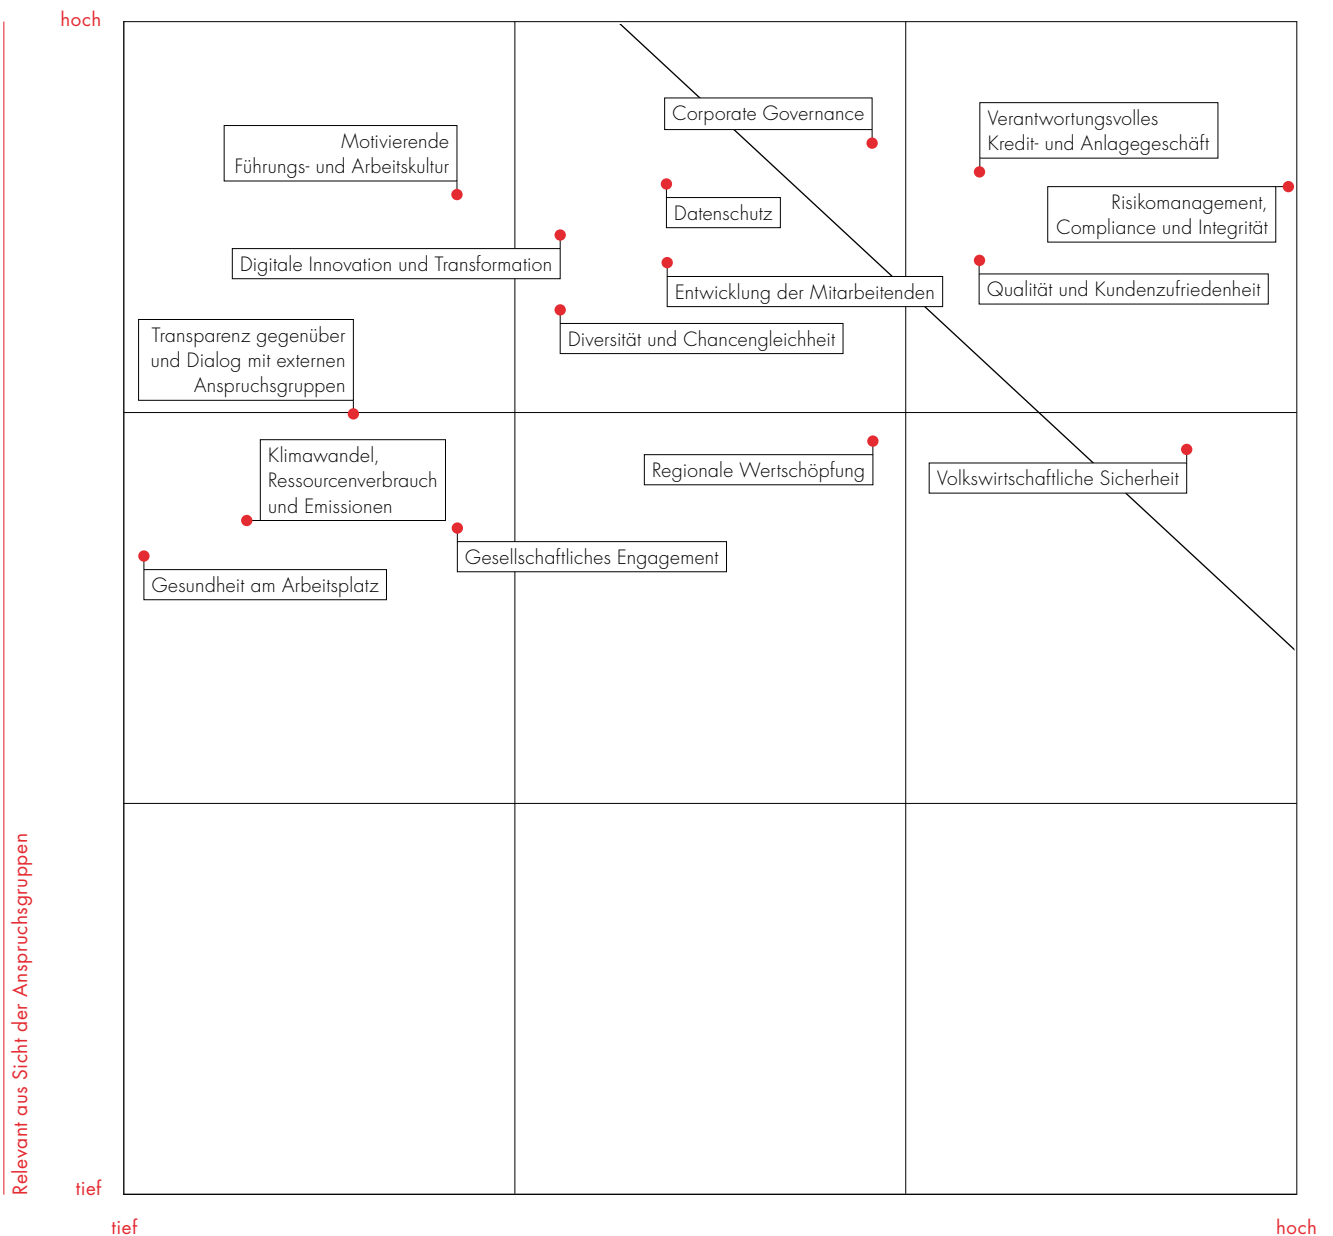 hoch
Corporate Governance
Verantwortungsvolles
Kredit- und Anlagegeschäft
Motivierende
Führungs- und Arbeitskultur
Risikomanagement,
Compliance und Integrität
Datenschutz
Digitale Innovation und Transformation
Entwicklung der Mitarbeitenden
Qualität und Kundenzufriedenheit
Diversität und Chancengleichheit
Transparenz gegenüber
und Dialog mit externen
Anspruchsgruppen
Klimawandel,
Ressourcenverbrauch
und Emissionen
Regionale Wertschöpfung
Volkswirtschaftliche Sicherheit
Gesellschaftliches Engagement
Gesundheit am Arbeitsplatz
Relevant aus Sicht der Anspruchsgruppen
tief
tief
hoch